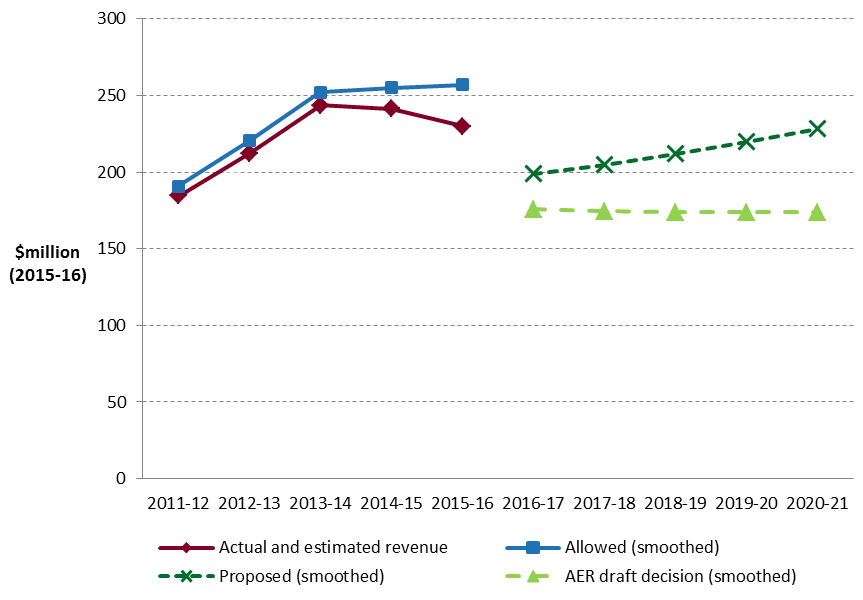 300
250
200
150
100
50
0
$million
(2015-16)
2011-12 2012-13 2013-14 2014-15 2015-16 2016-17 2017-18 2018-19 2019-20 2020-21
Actual and estimated revenue Allowed (smoothed)
Proposed (smoothed) AER draft decision (smoothed)